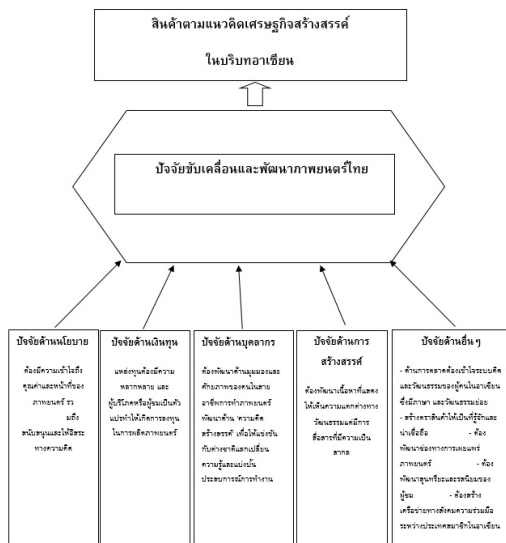 สินค้าตามแนวคิดเศรษฐกิจสร้างสรรค์
ในบริบทอาเซียน
ปัจจัยขับเคลื่อนและพัฒนาภาพยนตร์ไทย
ปัจจัยด้านนโยบาย
ต้องมีความเข้าใจถึง
คุณค่าและหน้าที่ของ
ภาพยนตร์ รว
มถึง
สนับสนุนและให้อิสระ
ทางความคิด
ปัจจัยด้านเงินทุน
แหล่งทุนต้องมีความ
หลากหลาย และ
ผู้บริโภคหรือผู้ชมเป็นตัว
แปรทำให้เกิดการลงทุน
ในการผลิตภาพยนตร์
ปัจจัยด้านบุคลากร
ต้องพัฒนาด้านมุมมองและ
ศักยภาพของคนในสาย
อาชีพการทำภาพยนตร์
พัฒนาด้าน ความคิด
สร้างสรรค์ เพื่อให้แข่งขัน
กับต่างชาติแลกเปลี่ยน
ความรู้และแบ่งปัน
ประสบการณ์การทำงาน
ปัจจัยด้านการ
สร้างสรรค์
ต้องพัฒนาเนื้อหาที่แสดง
ให้เห็นความแตกต่างทาง
วัฒนธรรมแต่มีการ
สื่อสารที่มีความเป็น
สากล
ปัจจัยด้านอื่น ๆ
- ด้านการตลาดต้องเข้าใจระบบคิด
และวัฒนธรรมของผู้คนในอาเซียน
ทั้งภาษา และวัฒนธรรมย่อย
- สร้างตราสินค้าให้เป็นที่รู้จักและ
น่าเชื่อถือ - ต้อง
พัฒนาช่องทางการเผยแพร่
ภาพยนตร์ - ต้อง
พัฒนาสุนทรียะและรสนิยมของ
ผู้ชม - ต้องสร้าง
เครือข่ายทางสังคมความร่วมมือ
ระหว่างประเทศสมาชิกในอาเซียน